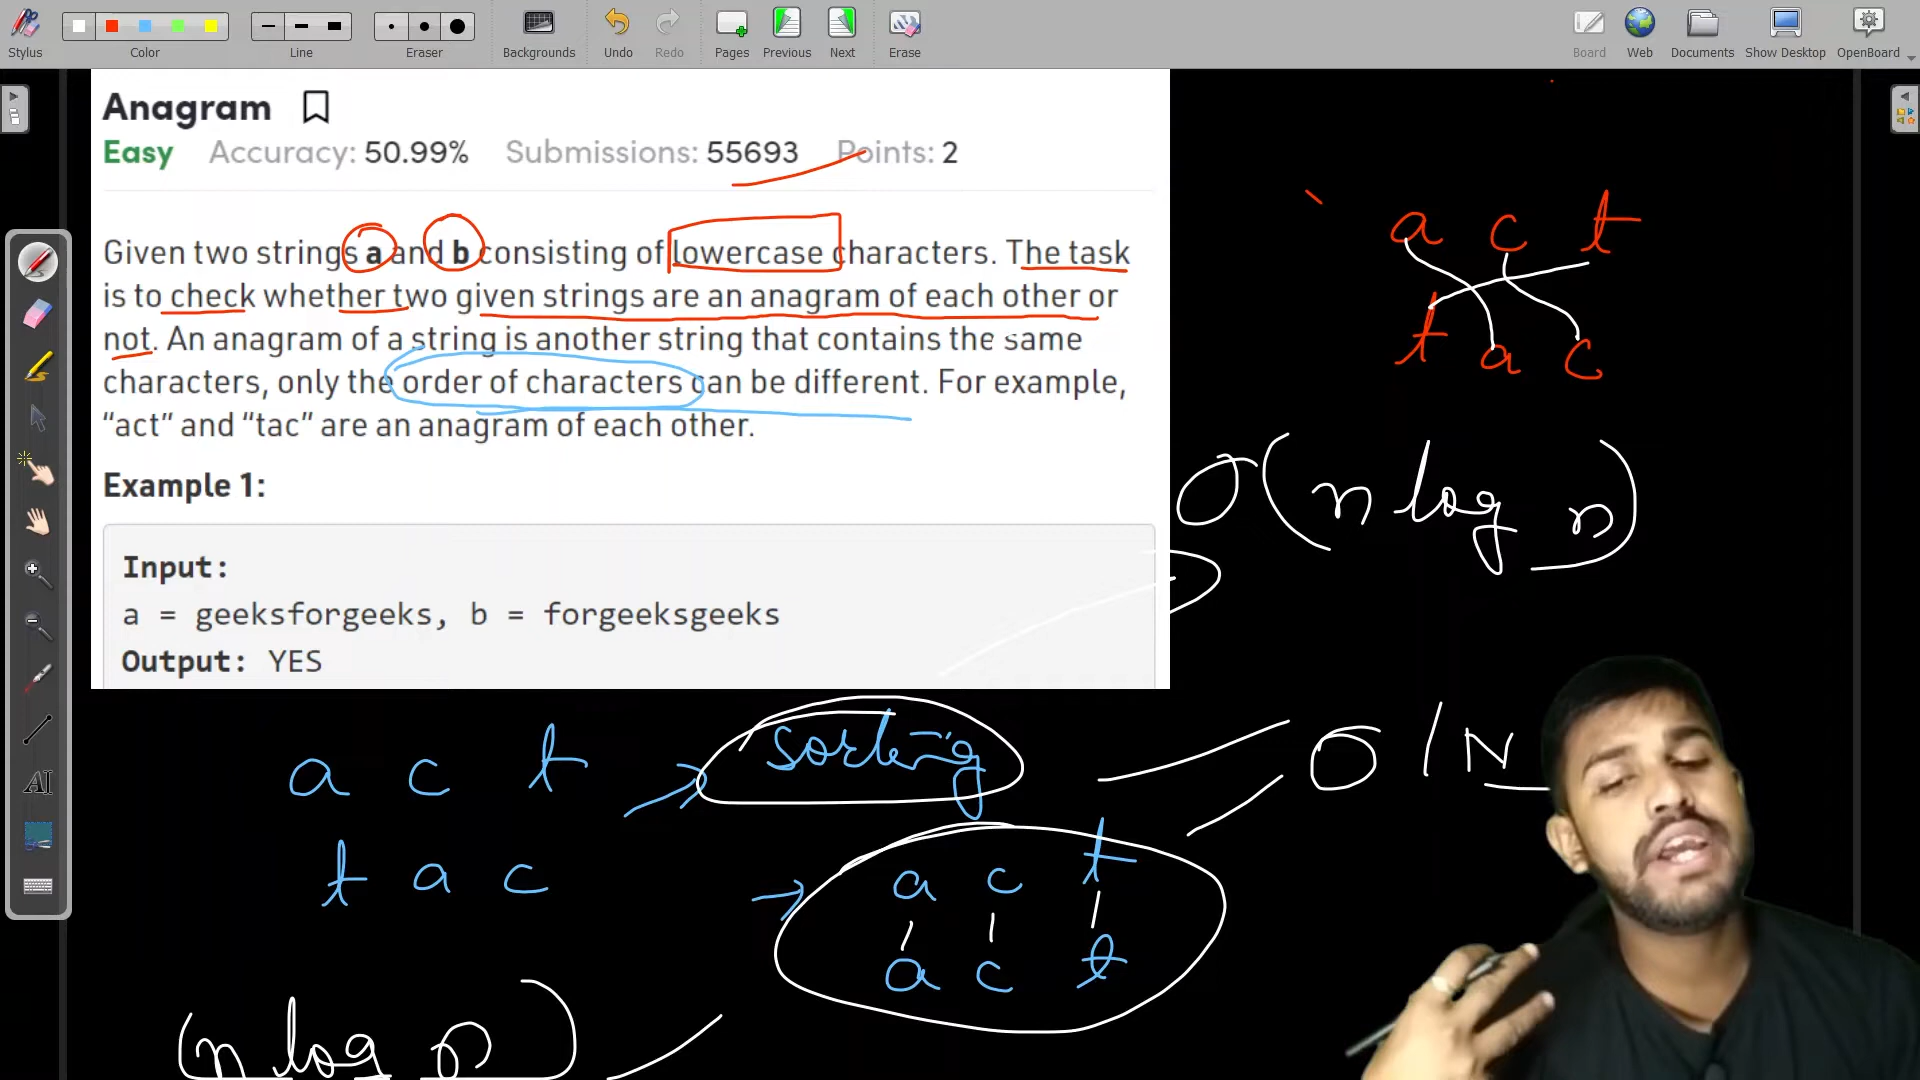 Stylus Color Line Eraser Backgrounds Undo Redo Pages Previous Next Erase Board Web Documents Show Desktop OpenBoard
Anagram
Easy Accuracy: 50.99% Submissions: 55693 Points: 2
Given two strings a and b consisting of lowercase characters. The task
is to check whether two given strings are an anagram of each other or
not. An anagram of a string is another string that contains the same
characters, only the order of characters can be different. For example,
“act” and “tac” are an anagram of each other.
Example 1:
Input:
a = geeksforgeeks, b = forgeeksgeeks
Output: YES
a c t
t a c
O(n log n)
a c t
sorting
O(N
t a c
a c t
a c t
(n log n)
AI